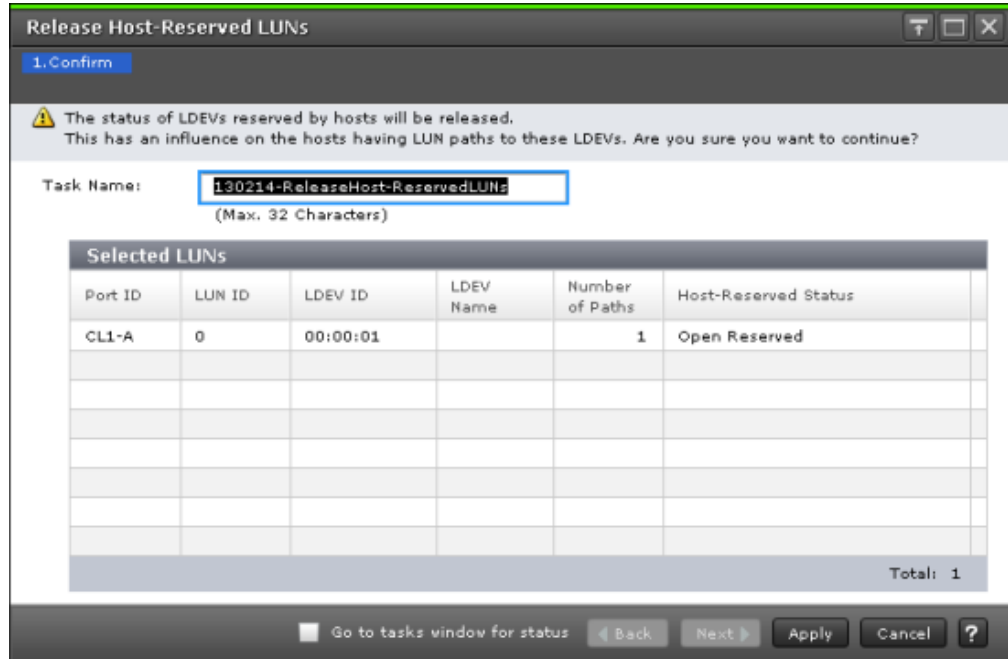 Release Host-Reserved LUNs
1.Confirm
The status of LDEVs reserved by hosts will be released.
This has an influence on the hosts having LUN paths to these LDEVs. Are you sure you want to continue?
Task Name:
130214-ReleaseHost-ReservedLUNs
(Max. 32 Characters)
Selected LUNs
Port ID LUN ID LDEV ID LDEV Name Number of Paths Host-Reserved Status
CL1-A 0 00:00:01 1 Open Reserved
Total: 1
Go to tasks window for status Back Next Apply Cancel ?